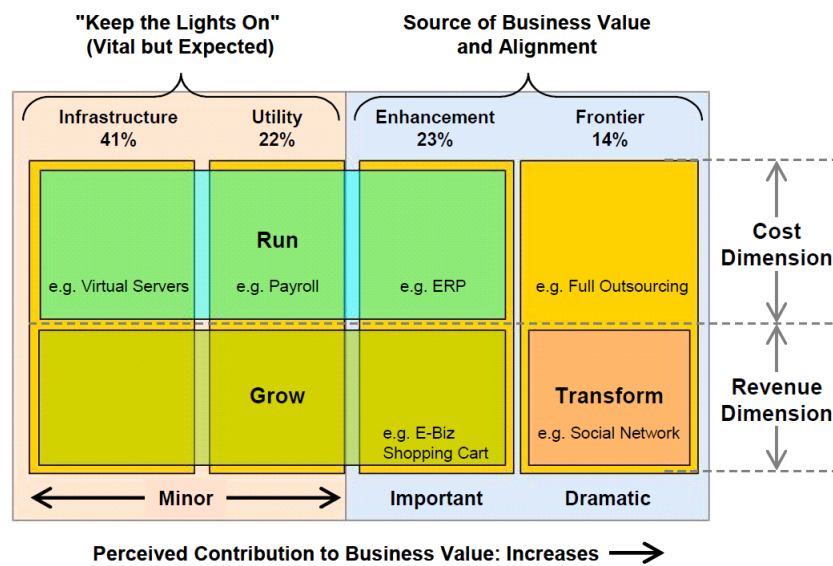 "Keep the Lights On"
(Vital but Expected)
Source of Business Value
and Alignment
Infrastructure
41%
Utility
22%
Enhancement
23%
Frontier
14%
Run
e.g. Virtual Servers
e.g. Payroll
e.g. ERP
e.g. Full Outsourcing
Cost
Dimension
Grow
e.g. E-Biz
Shopping Cart
Transform
e.g. Social Network
Revenue
Dimension
Minor
Important
Dramatic
Perceived Contribution to Business Value: Increases